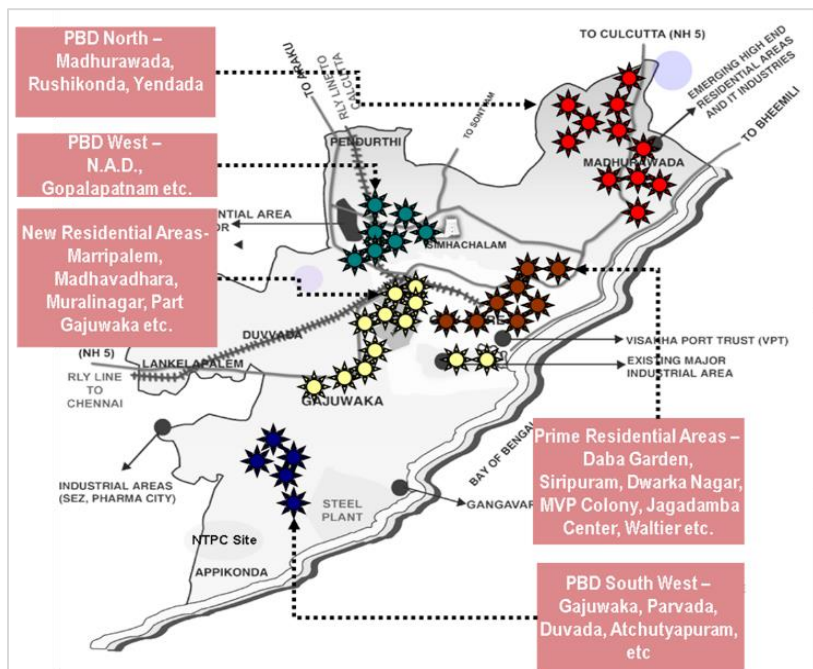 PBD North –
Madhurawada,
Rushikonda, Yendada
PBD West –
N.A.D.,
Gopalapatnam etc.
New Residential Areas-
Marripalem,
Madhavadhara,
Muralinagar, Part
Gajuwaka etc.
TO ARAKU
RLY LINE TO
CALCUTTA
TO CULCUTTA (NH 5)
EMERGING HIGH END
RESIDENTIAL AREAS
AND IT INDUSTRIES
TO BHEEMILI
PENDURTHI
MADHURAWADA
AREA
SIMHACHALAM
DUVVADA
(NH 5)
LANKELAPALEM
RLY LINE
TO
CHENNAI
GAJUWAKA
VISAKHA PORT TRUST (VPT)
EXISTING MAJOR
INDUSTRIAL AREA
BAY OF
INDUSTRIAL AREAS
(SEZ, PHARMA CITY)
STEEL
PLANT
NTPC Site
APPIKONDA
Prime Residential Areas –
Daba Garden,
Siripuram, Dwarka Nagar,
MVP Colony, Jagadamba
Center, Waltier etc.
PBD South West –
Gajuwaka, Parvada,
Duvada, Atchutyapuram,
etc